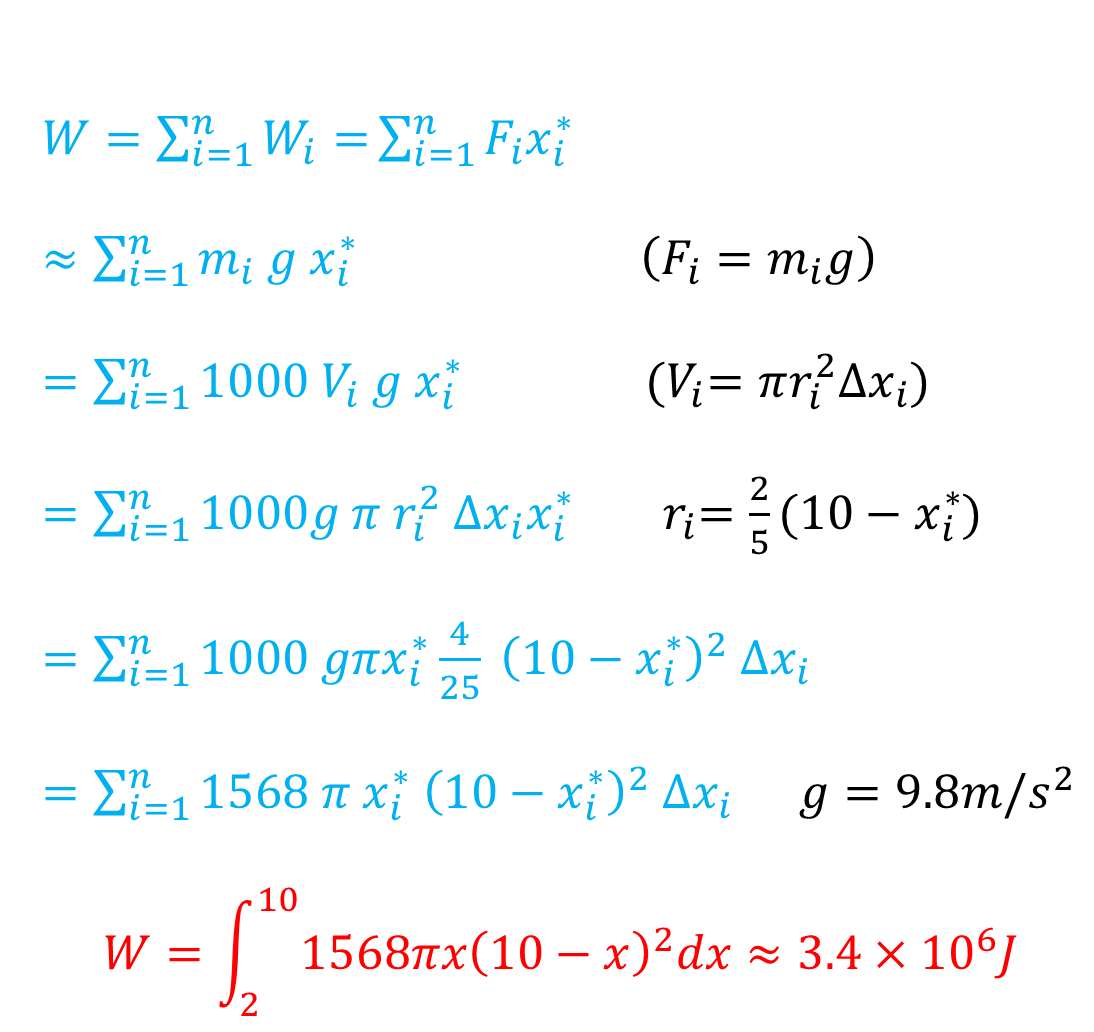 W = ∑ⁿᵢ₌₁ Wᵢ = ∑ⁿᵢ₌₁ Fᵢxᵢ*
≈ ∑ⁿᵢ₌₁ mᵢ g xᵢ* (Fᵢ = mᵢg)
= ∑ⁿᵢ₌₁ 1000 Vᵢ g xᵢ* (Vᵢ= πrᵢ²Δxᵢ)
= ∑ⁿᵢ₌₁ 1000g π rᵢ² Δxᵢxᵢ* rᵢ= 2/5 (10 − xᵢ*)
= ∑ⁿᵢ₌₁ 1000 gπxᵢ* 4/25 (10 − xᵢ*)² Δxᵢ
= ∑ⁿᵢ₌₁ 1568 π xᵢ* (10 − xᵢ*)² Δxᵢ g = 9.8m/s²
W = ∫₂¹⁰ 1568πx(10 − x)²dx ≈ 3.4 × 10⁶J